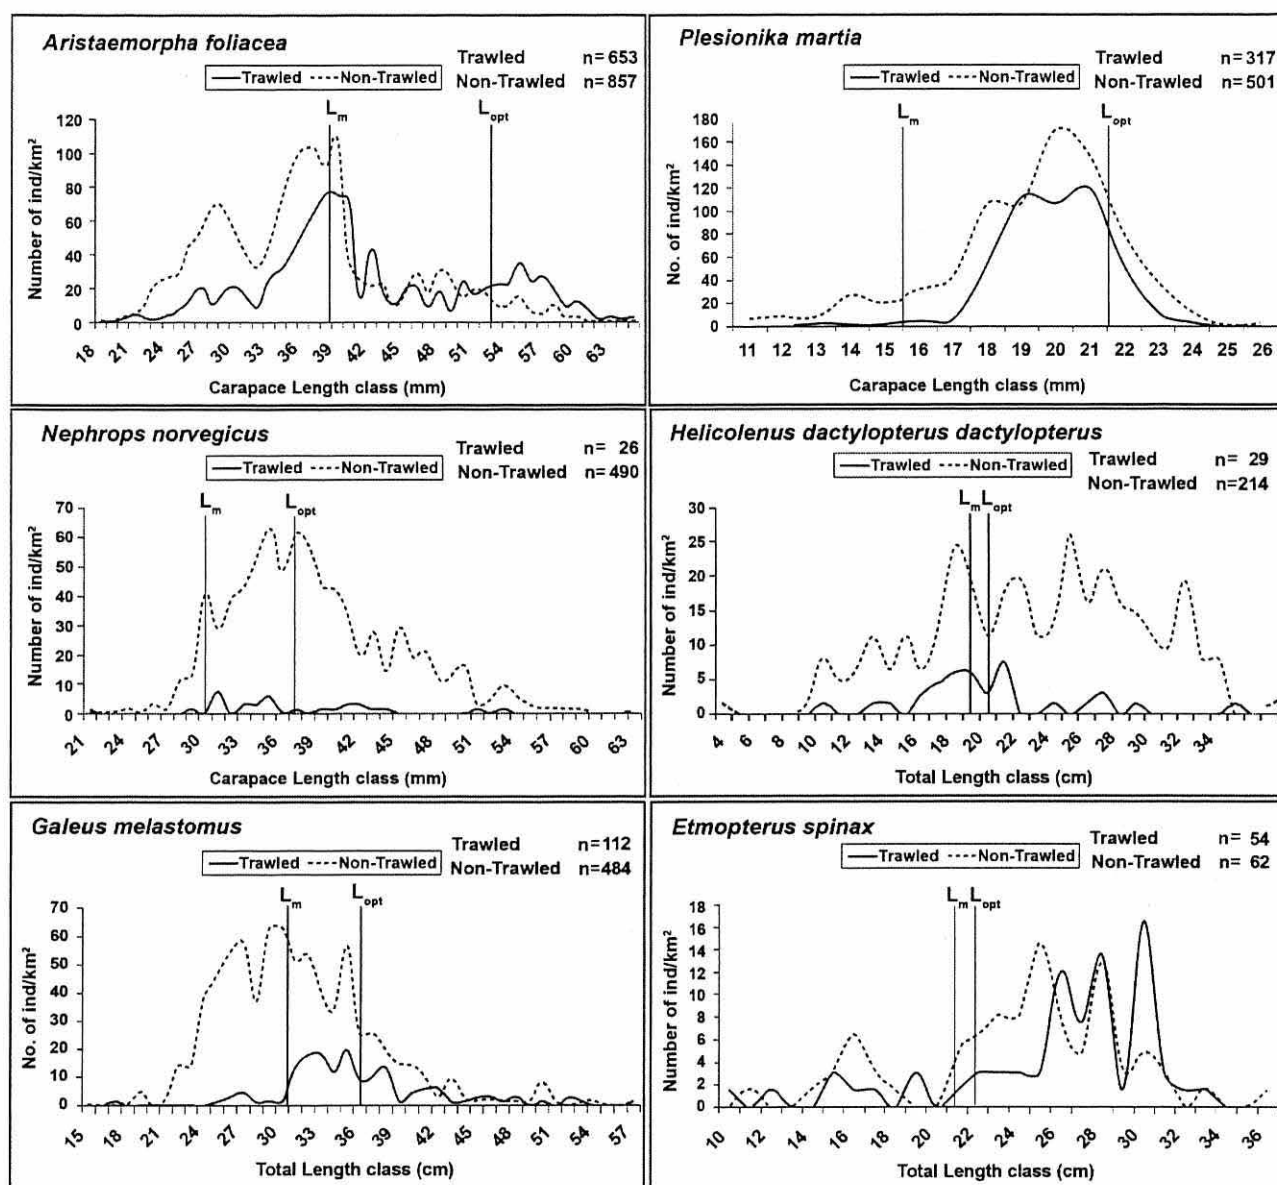 Aristaemorpha foliacea
Trawled n=653
Non-Trawled n=857
Trawled Non-Trawled
Lm Lopt
120
100
80
60
40
20
0
Number of ind/km²
18 21 24 27 30 33 36 39 42 45 48 51 54 57 60 63
Carapace Length class (mm)
Plesionika martia
Trawled n=317
Non-Trawled n=501
Trawled Non-Trawled
Lm Lopt
180
160
140
120
100
80
60
40
20
0
No. of ind/km²
11 12 13 14 15 16 17 18 19 20 21 22 23 24 25 26
Carapace Length class (mm)
Nephrops norvegicus
Trawled n= 26
Non-Trawled n=490
Trawled Non-Trawled
Lm Lopt
70
60
50
40
30
20
10
0
Number of ind/km²
21 24 27 30 33 36 39 42 45 48 51 54 57 60 63
Carapace Length class (mm)
Helicolenus dactylopterus dactylopterus
Trawled n= 29
Non-Trawled n=214
Trawled Non-Trawled
Lm Lopt
30
25
20
15
10
5
0
Number of ind/km²
4 6 8 10 12 14 16 18 20 22 24 26 28 30 32 34
Total Length class (cm)
Galeus melastomus
Trawled n=112
Non-Trawled n=484
Trawled Non-Trawled
Lm Lopt
70
60
50
40
30
20
10
0
No. of ind/km²
15 18 21 24 27 30 31 33 36 39 42 45 48 51 54 57
Total Length class (cm)
Etmopterus spinax
Trawled n= 54
Non-Trawled n= 62
Trawled Non-Trawled
Lm Lopt
18
16
14
12
10
8
6
4
2
0
Number of ind/km²
10 12 14 16 18 20 22 24 26 28 30 32 34 36
Total Length class (cm)